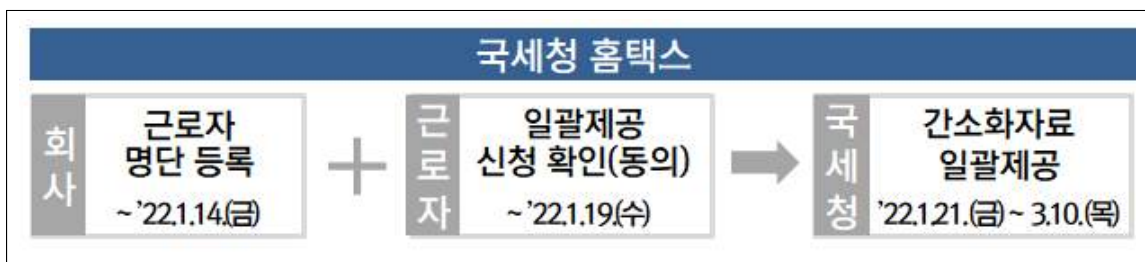 국세청 홈택스
회사
근로자
명단 등록
~ '22.1.14.(금)
근로자
일괄제공
신청 확인(동의)
~ '22.1.19.(수)
국세청
간소화자료
일괄제공
'22.1.21.(금) ~ 3.10.(목)